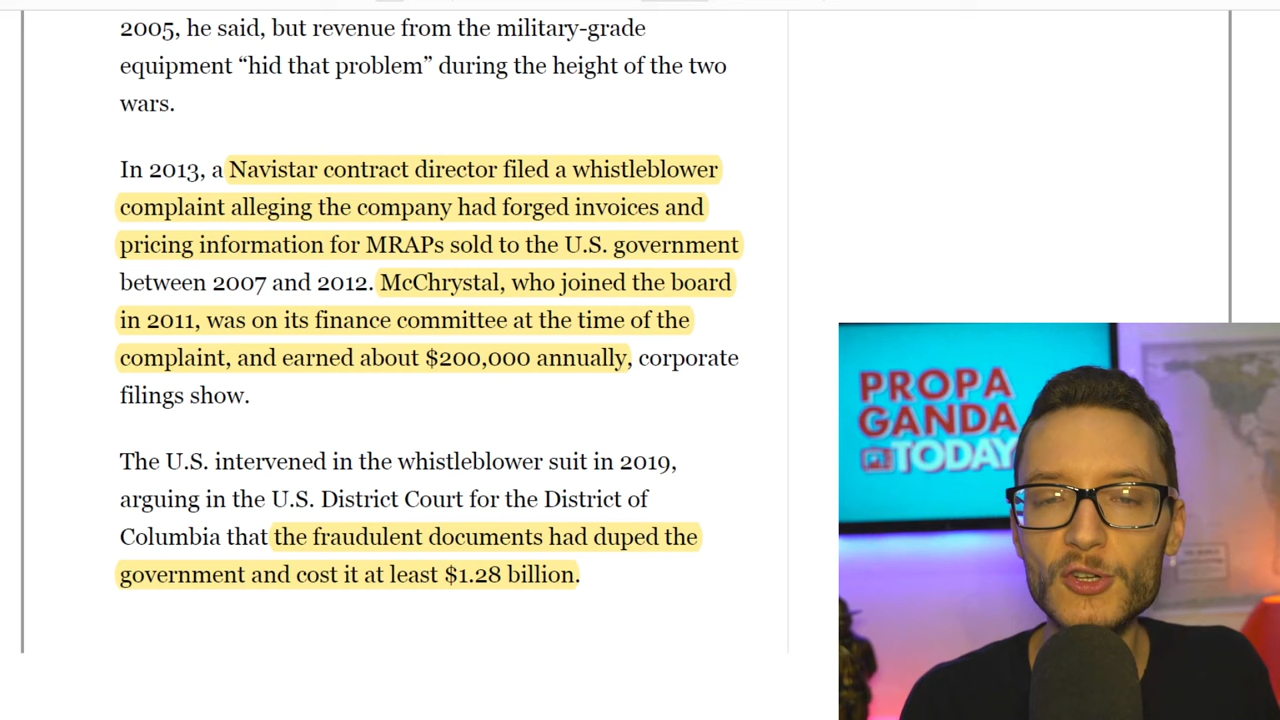 2005, he said, but revenue from the military-grade
equipment “hid that problem” during the height of the two
wars.
In 2013, a Navistar contract director filed a whistleblower
complaint alleging the company had forged invoices and
pricing information for MRAPs sold to the U.S. government
between 2007 and 2012. McChrystal, who joined the board
in 2011, was on its finance committee at the time of the
complaint, and earned about $200,000 annually, corporate
filings show.
The U.S. intervened in the whistleblower suit in 2019,
arguing in the U.S. District Court for the District of
Columbia that the fraudulent documents had duped the
government and cost it at least $1.28 billion.
PROPA
GANDA
TODAY